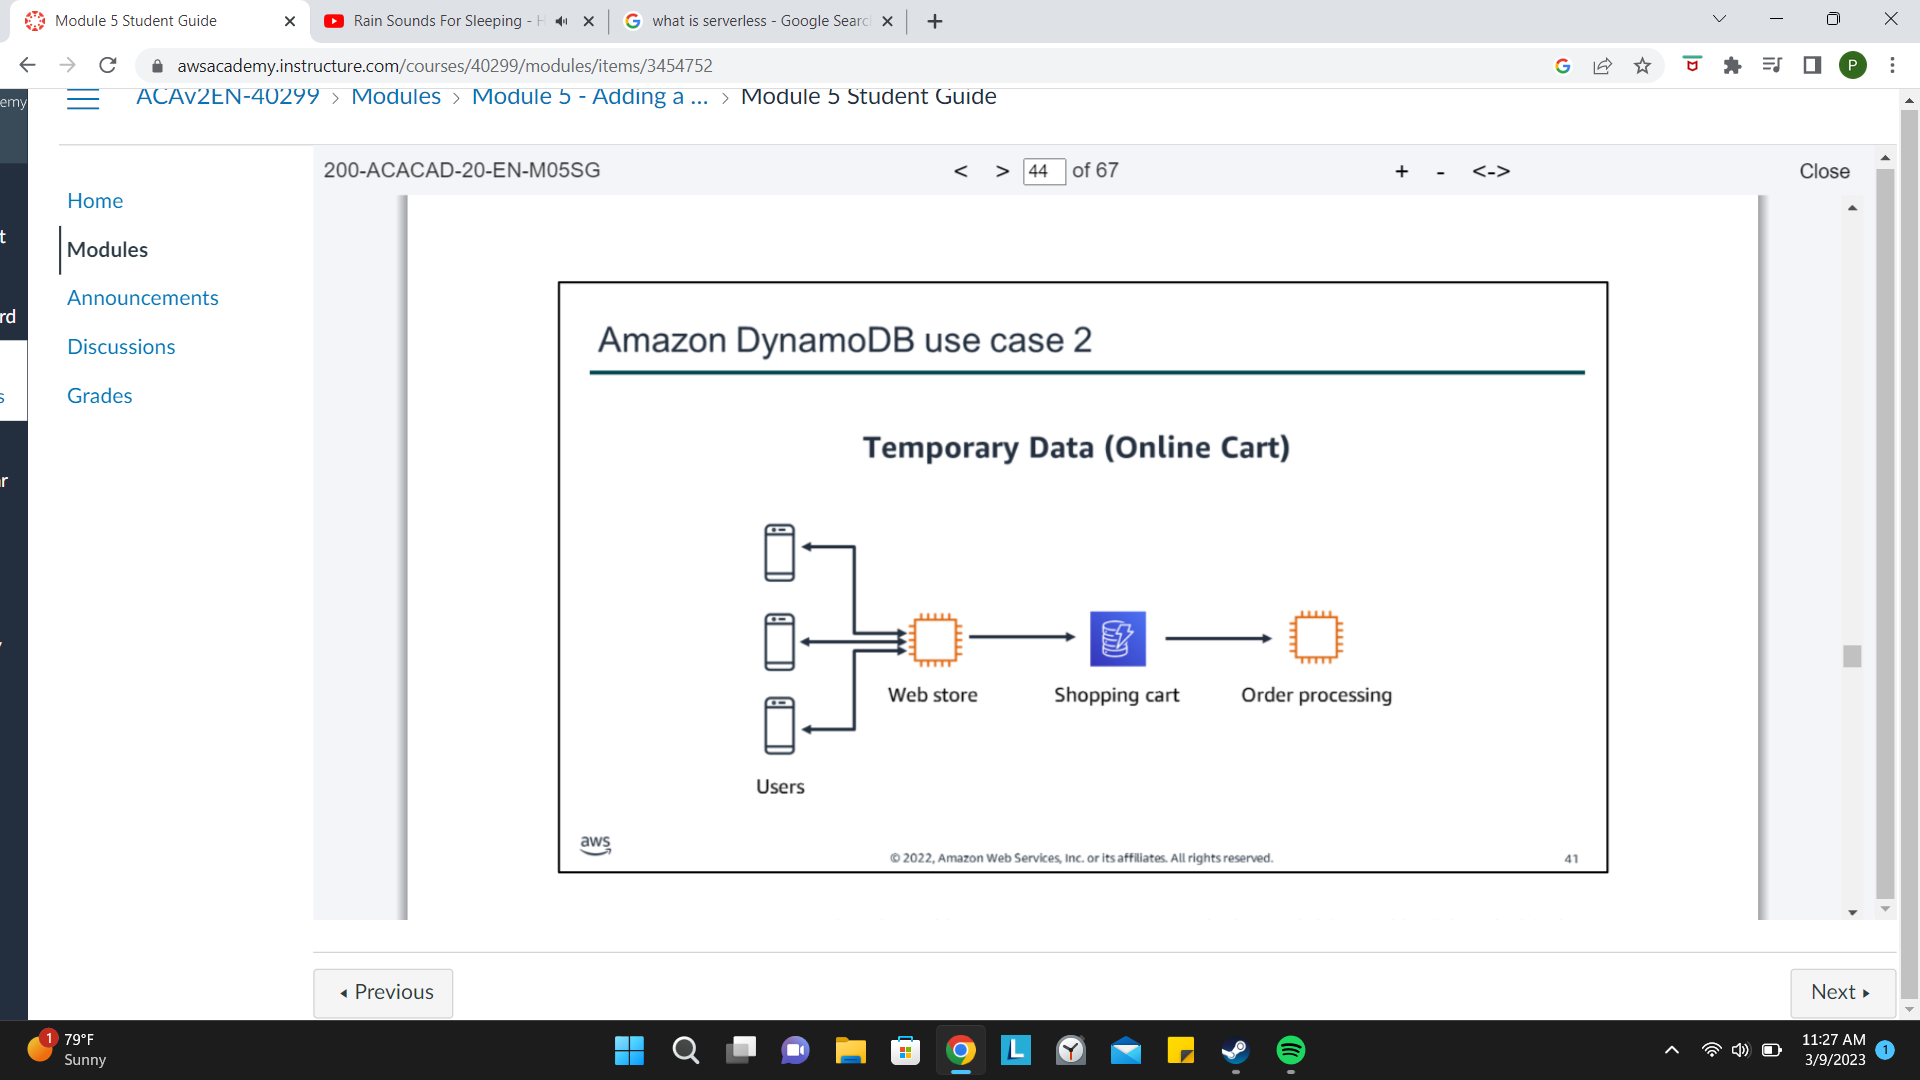 Module 5 Student Guide
Rain Sounds For Sleeping - H
what is serverless - Google Searc
awsacademy.instructure.com/courses/40299/modules/items/3454752
P
emy
ACAv2EN-40299 > Modules > Module 5 - Adding a ... > Module 5 Student Guide
200-ACACAD-20-EN-M05SG
< > 44 of 67
+ - <->
Close
Home
Modules
Announcements
Discussions
Grades
t
rd
s
r
Amazon DynamoDB use case 2
Temporary Data (Online Cart)
Web store
Shopping cart
Order processing
Users
aws
© 2022, Amazon Web Services, Inc. or its affiliates. All rights reserved.
41
Previous
Next
1
79°F
Sunny
L
11:27 AM
3/9/2023
1